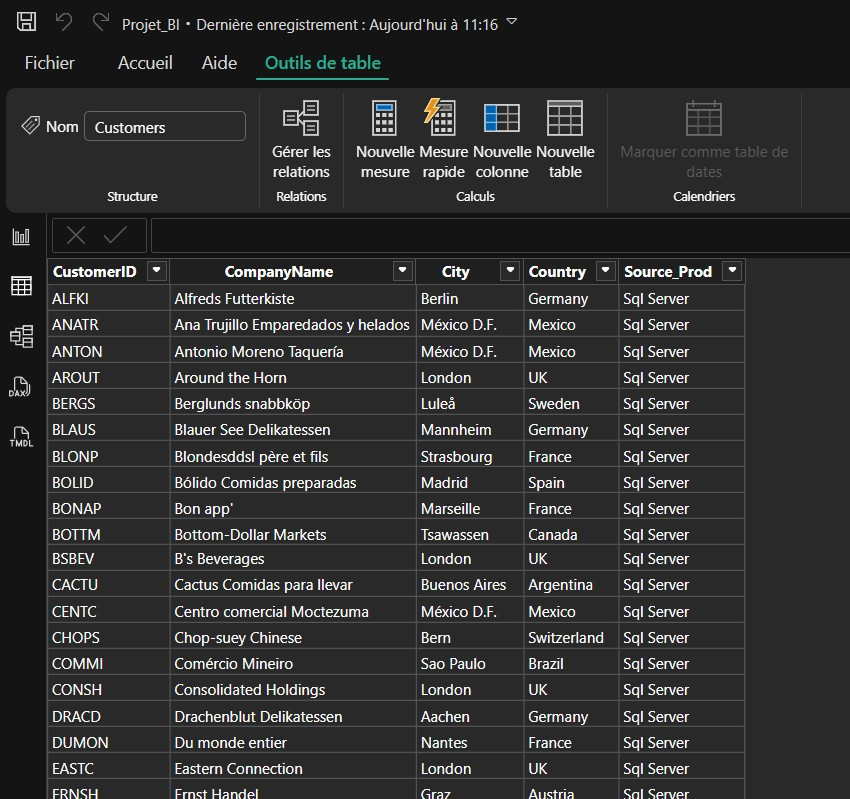 Projet_BI • Dernière enregistrement : Aujourd'hui à 11:16
Fichier Accueil Aide Outils de table
Nom Customers
Structure
Gérer les relations
Relations
Nouvelle mesure
Mesure rapide
Nouvelle colonne
Nouvelle table
Calculs
Marquer comme table de dates
Calendriers
DAX
TMDL
CustomerID CompanyName City Country Source_Prod
ALFKI Alfreds Futterkiste Berlin Germany Sql Server
ANATR Ana Trujillo Emparedados y helados México D.F. Mexico Sql Server
ANTON Antonio Moreno Taquería México D.F. Mexico Sql Server
AROUT Around the Horn London UK Sql Server
BERGS Berglunds snabbköp Luleå Sweden Sql Server
BLAUS Blauer See Delikatessen Mannheim Germany Sql Server
BLONP Blondesddsl père et fils Strasbourg France Sql Server
BOLID Bólido Comidas preparadas Madrid Spain Sql Server
BONAP Bon app' Marseille France Sql Server
BOTTM Bottom-Dollar Markets Tsawassen Canada Sql Server
BSBEV B's Beverages London UK Sql Server
CACTU Cactus Comidas para llevar Buenos Aires Argentina Sql Server
CENTC Centro comercial Moctezuma México D.F. Mexico Sql Server
CHOPS Chop-suey Chinese Bern Switzerland Sql Server
COMMI Comércio Mineiro Sao Paulo Brazil Sql Server
CONSH Consolidated Holdings London UK Sql Server
DRACD Drachenblut Delikatessen Aachen Germany Sql Server
DUMON Du monde entier Nantes France Sql Server
EASTC Eastern Connection London UK Sql Server
ERNSH Ernst Handel Graz Austria Sql Server